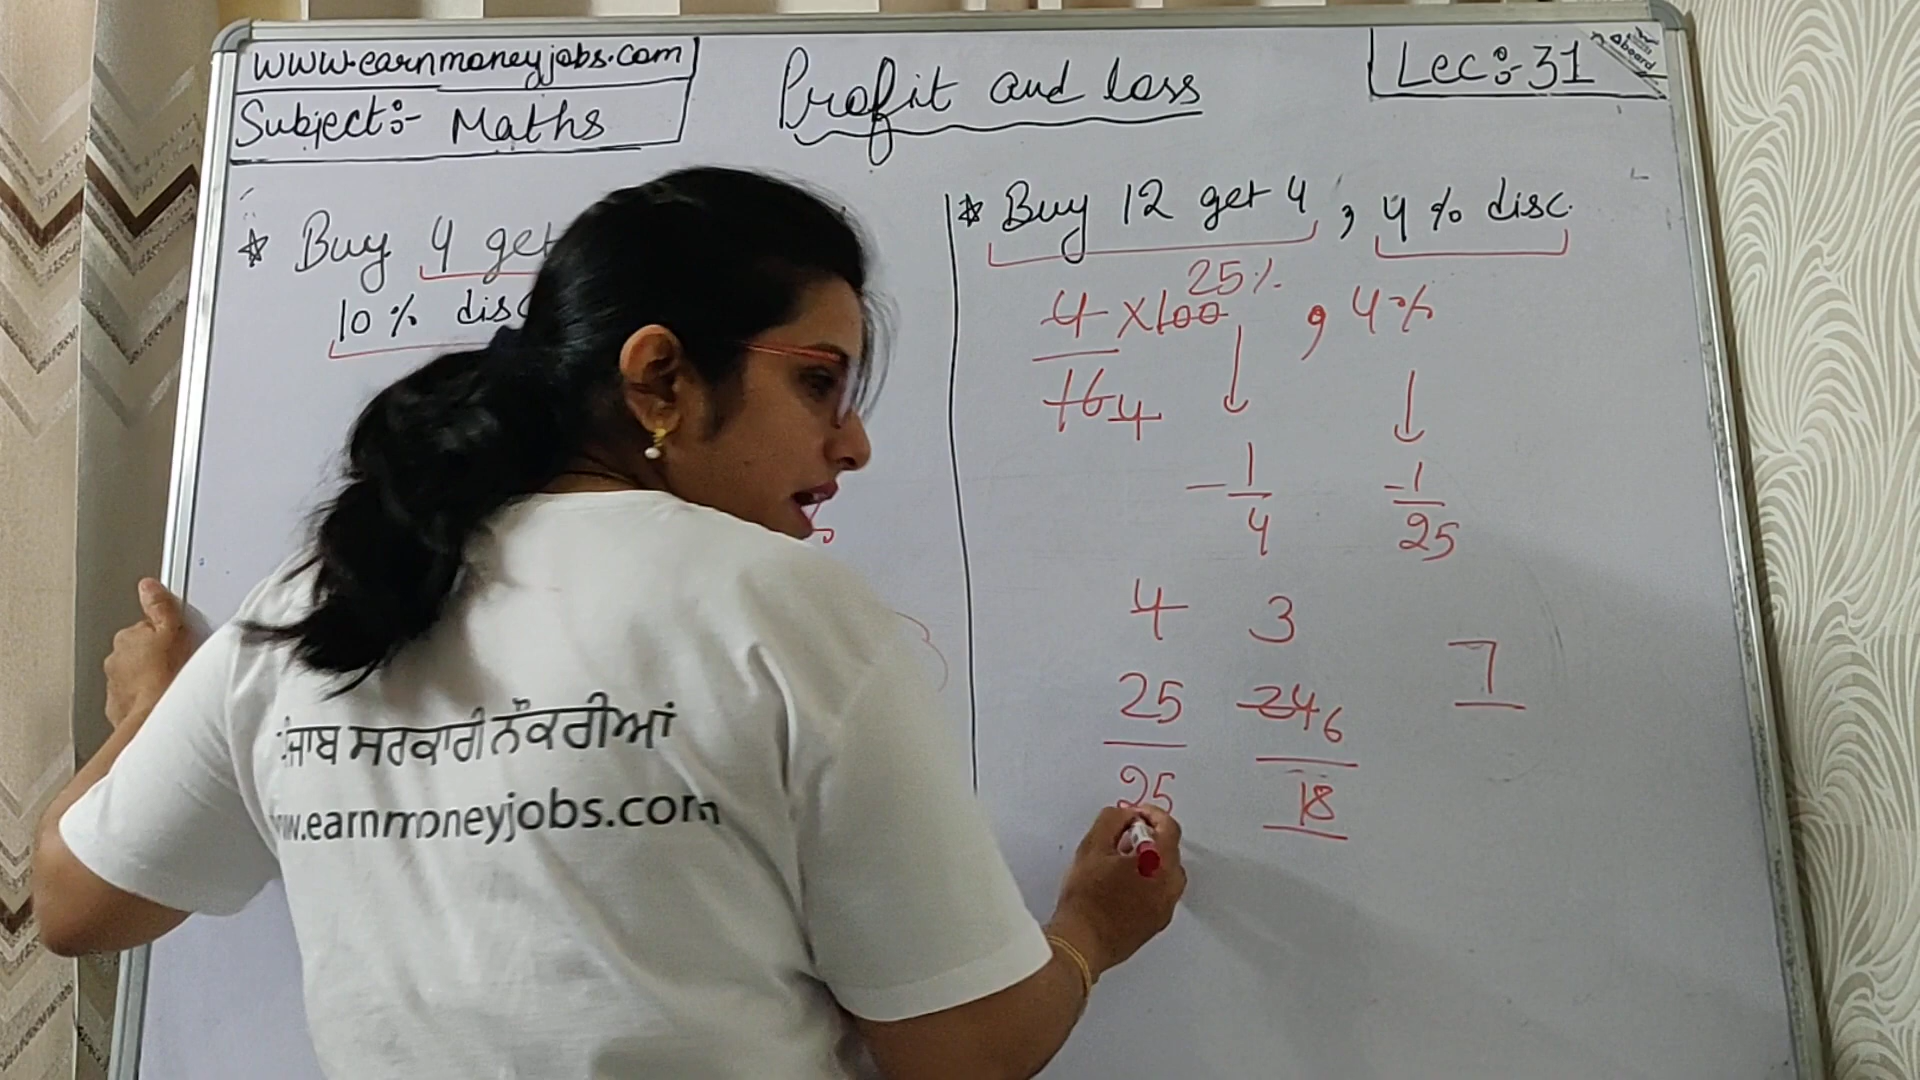 www.earnmoneyjobs.com
Subject:- Maths
Profit and loss
Lec:-31
board
* Buy 4 get
10% disc
* Buy 12 get 4, 4% disc.
25%
4 ×100 , 4%
16 4
-1/4 -1/25
4 3
25 24 6
7
25 18
ਪੰਜਾਬ ਸਰਕਾਰੀ ਨੌਕਰੀਆਂ
www.earnmoneyjobs.com